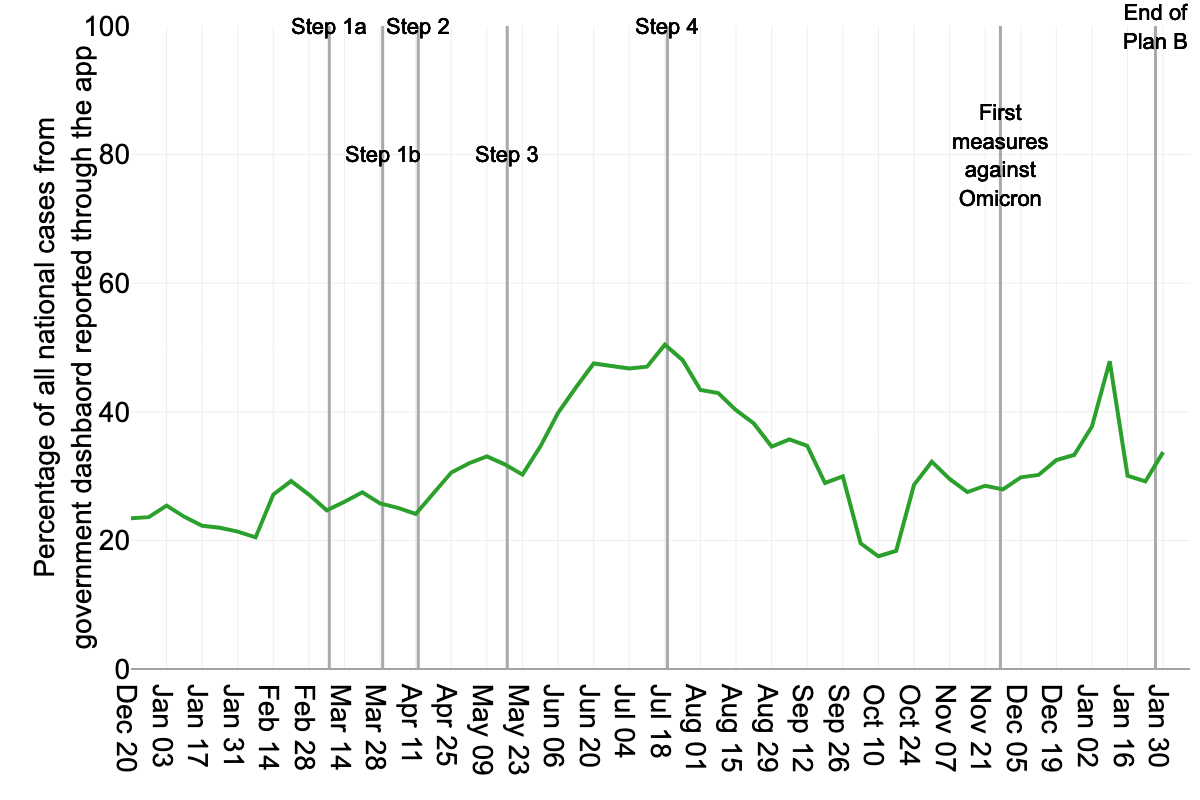 Percentage of all national cases from
government dashbaord reported through the app
100
80
60
40
20
0
Step 1a
Step 1b
Step 2
Step 3
Step 4
First
measures
against
Omicron
End of
Plan B
Dec 20
Jan 03
Jan 17
Jan 31
Feb 14
Feb 28
Mar 14
Mar 28
Apr 11
Apr 25
May 09
May 23
Jun 06
Jun 20
Jul 04
Jul 18
Aug 01
Aug 15
Aug 29
Sep 12
Sep 26
Oct 10
Oct 24
Nov 07
Nov 21
Dec 05
Dec 19
Jan 02
Jan 16
Jan 30